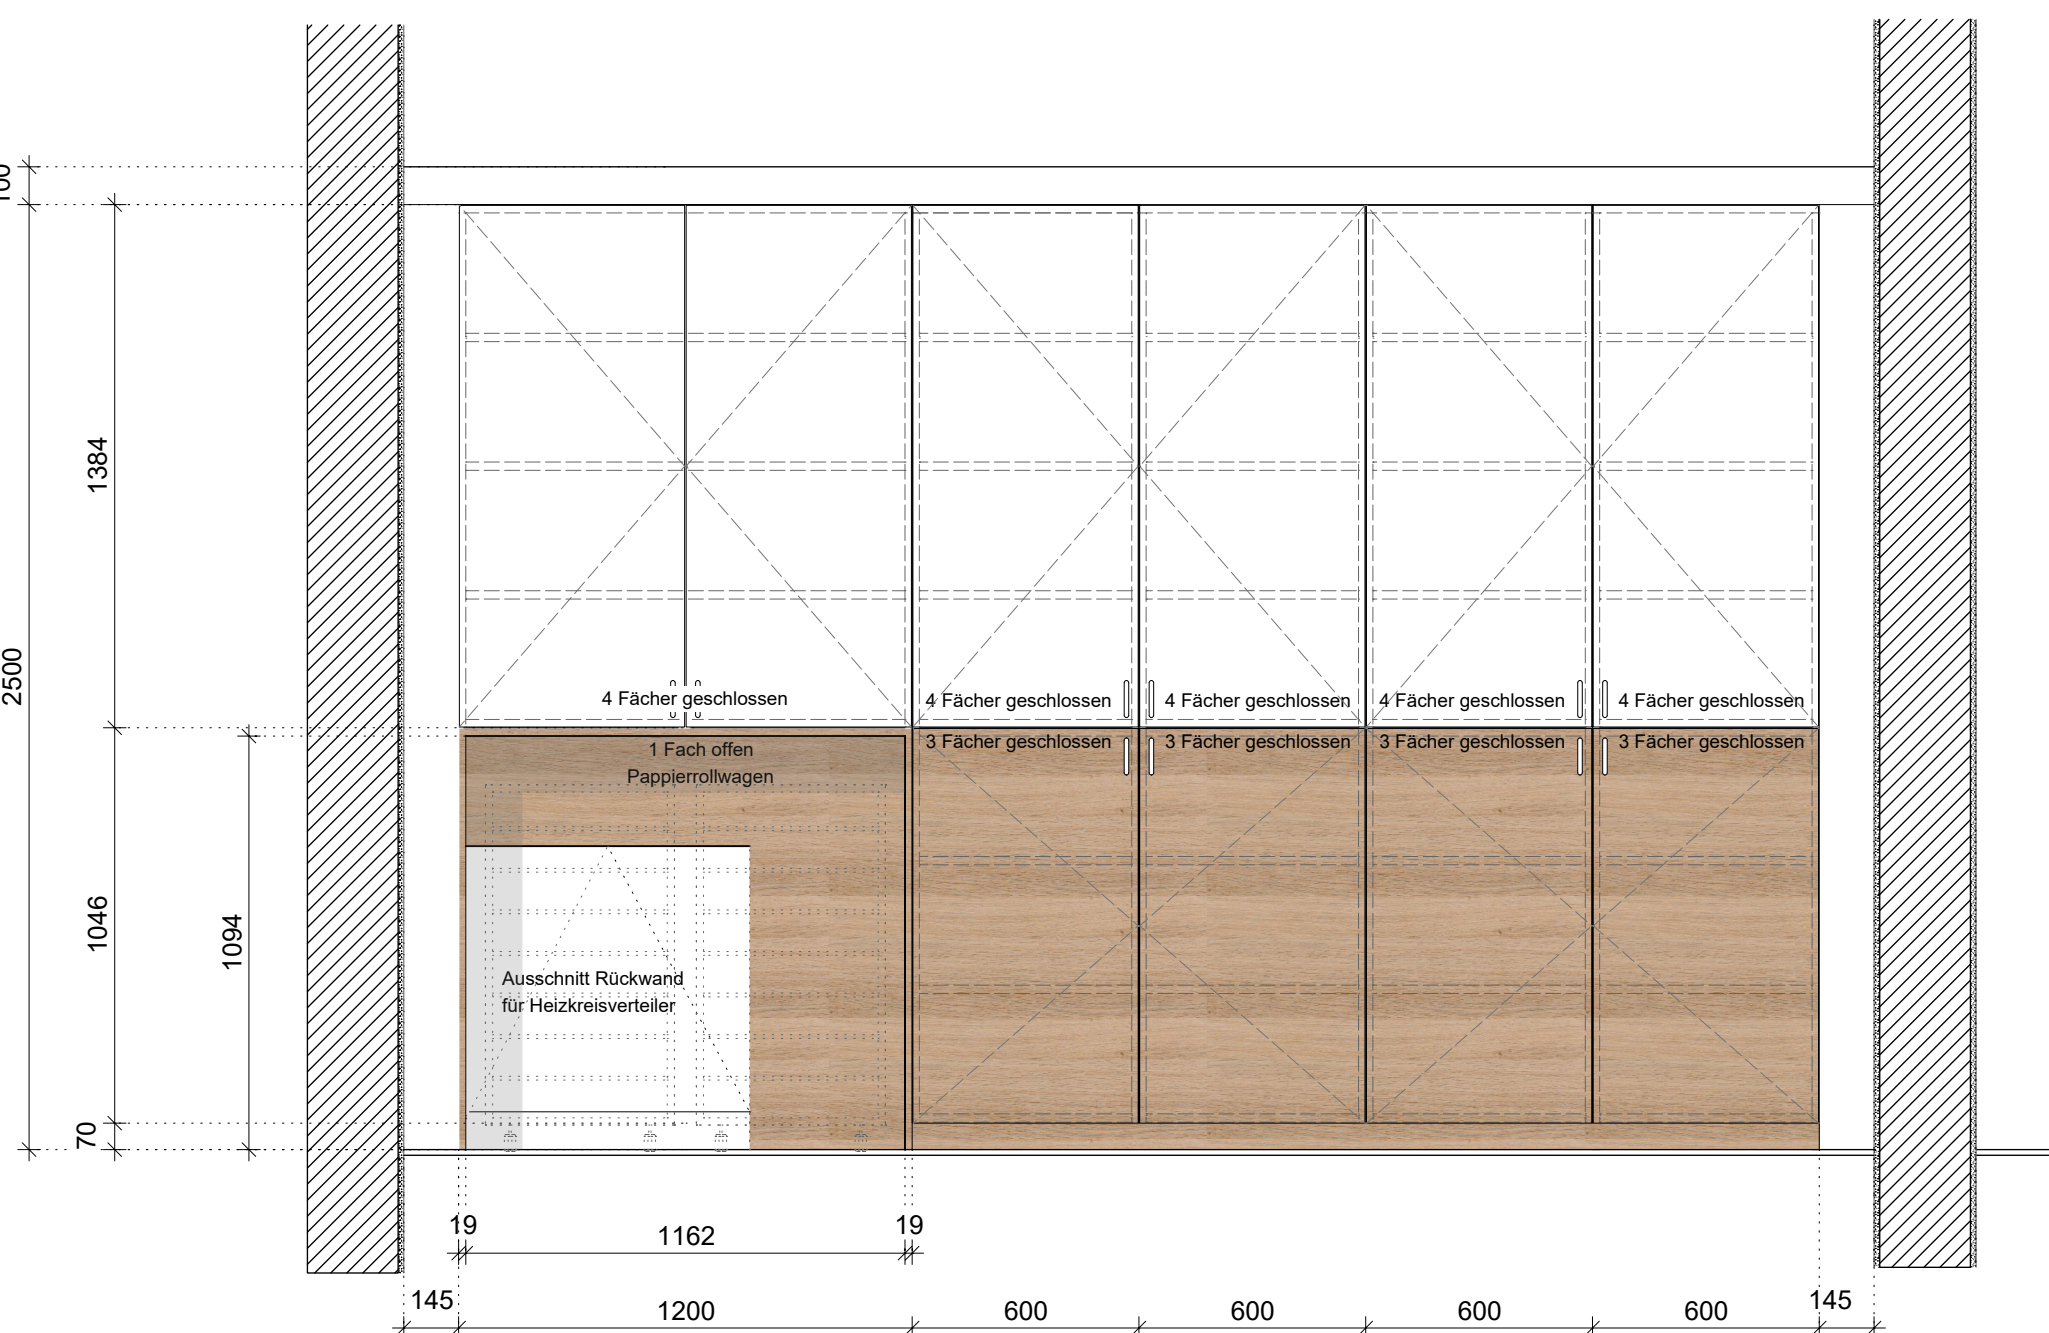 100
1384
2500
4 Fächer geschlossen
4 Fächer geschlossen
4 Fächer geschlossen
4 Fächer geschlossen
4 Fächer geschlossen
1 Fach offen
Pappierrollwagen
3 Fächer geschlossen
3 Fächer geschlossen
3 Fächer geschlossen
3 Fächer geschlossen
1046
1094
Ausschnitt Rückwand
für Heizkreisverteiler
70
19
1162
19
145
1200
600
600
600
600
145